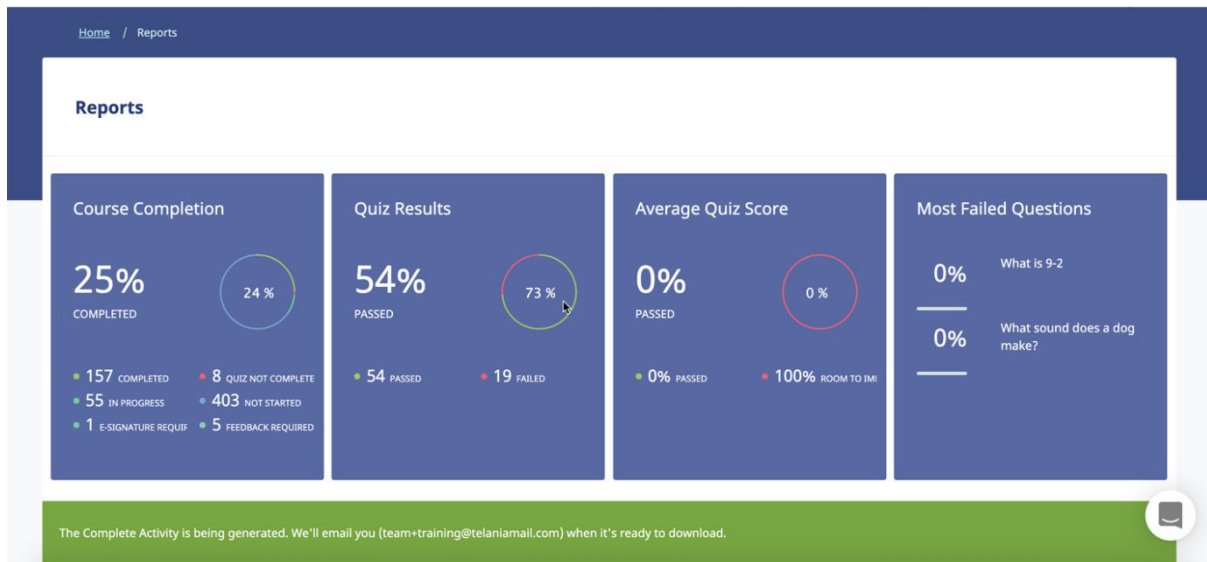 Home / Reports
Reports
Course Completion
25%
COMPLETED
24 %
157 COMPLETED
8 QUIZ NOT COMPLETE
55 IN PROGRESS
403 NOT STARTED
1 E-SIGNATURE REQUIR
5 FEEDBACK REQUIRED
Quiz Results
54%
PASSED
73 %
54 PASSED
19 FAILED
Average Quiz Score
0%
PASSED
0 %
0% PASSED
100% ROOM TO IM
Most Failed Questions
0%
What is 9-2
0%
What sound does a dog
make?
The Complete Activity is being generated. We'll email you (team+training@telaniamail.com) when it's ready to download.